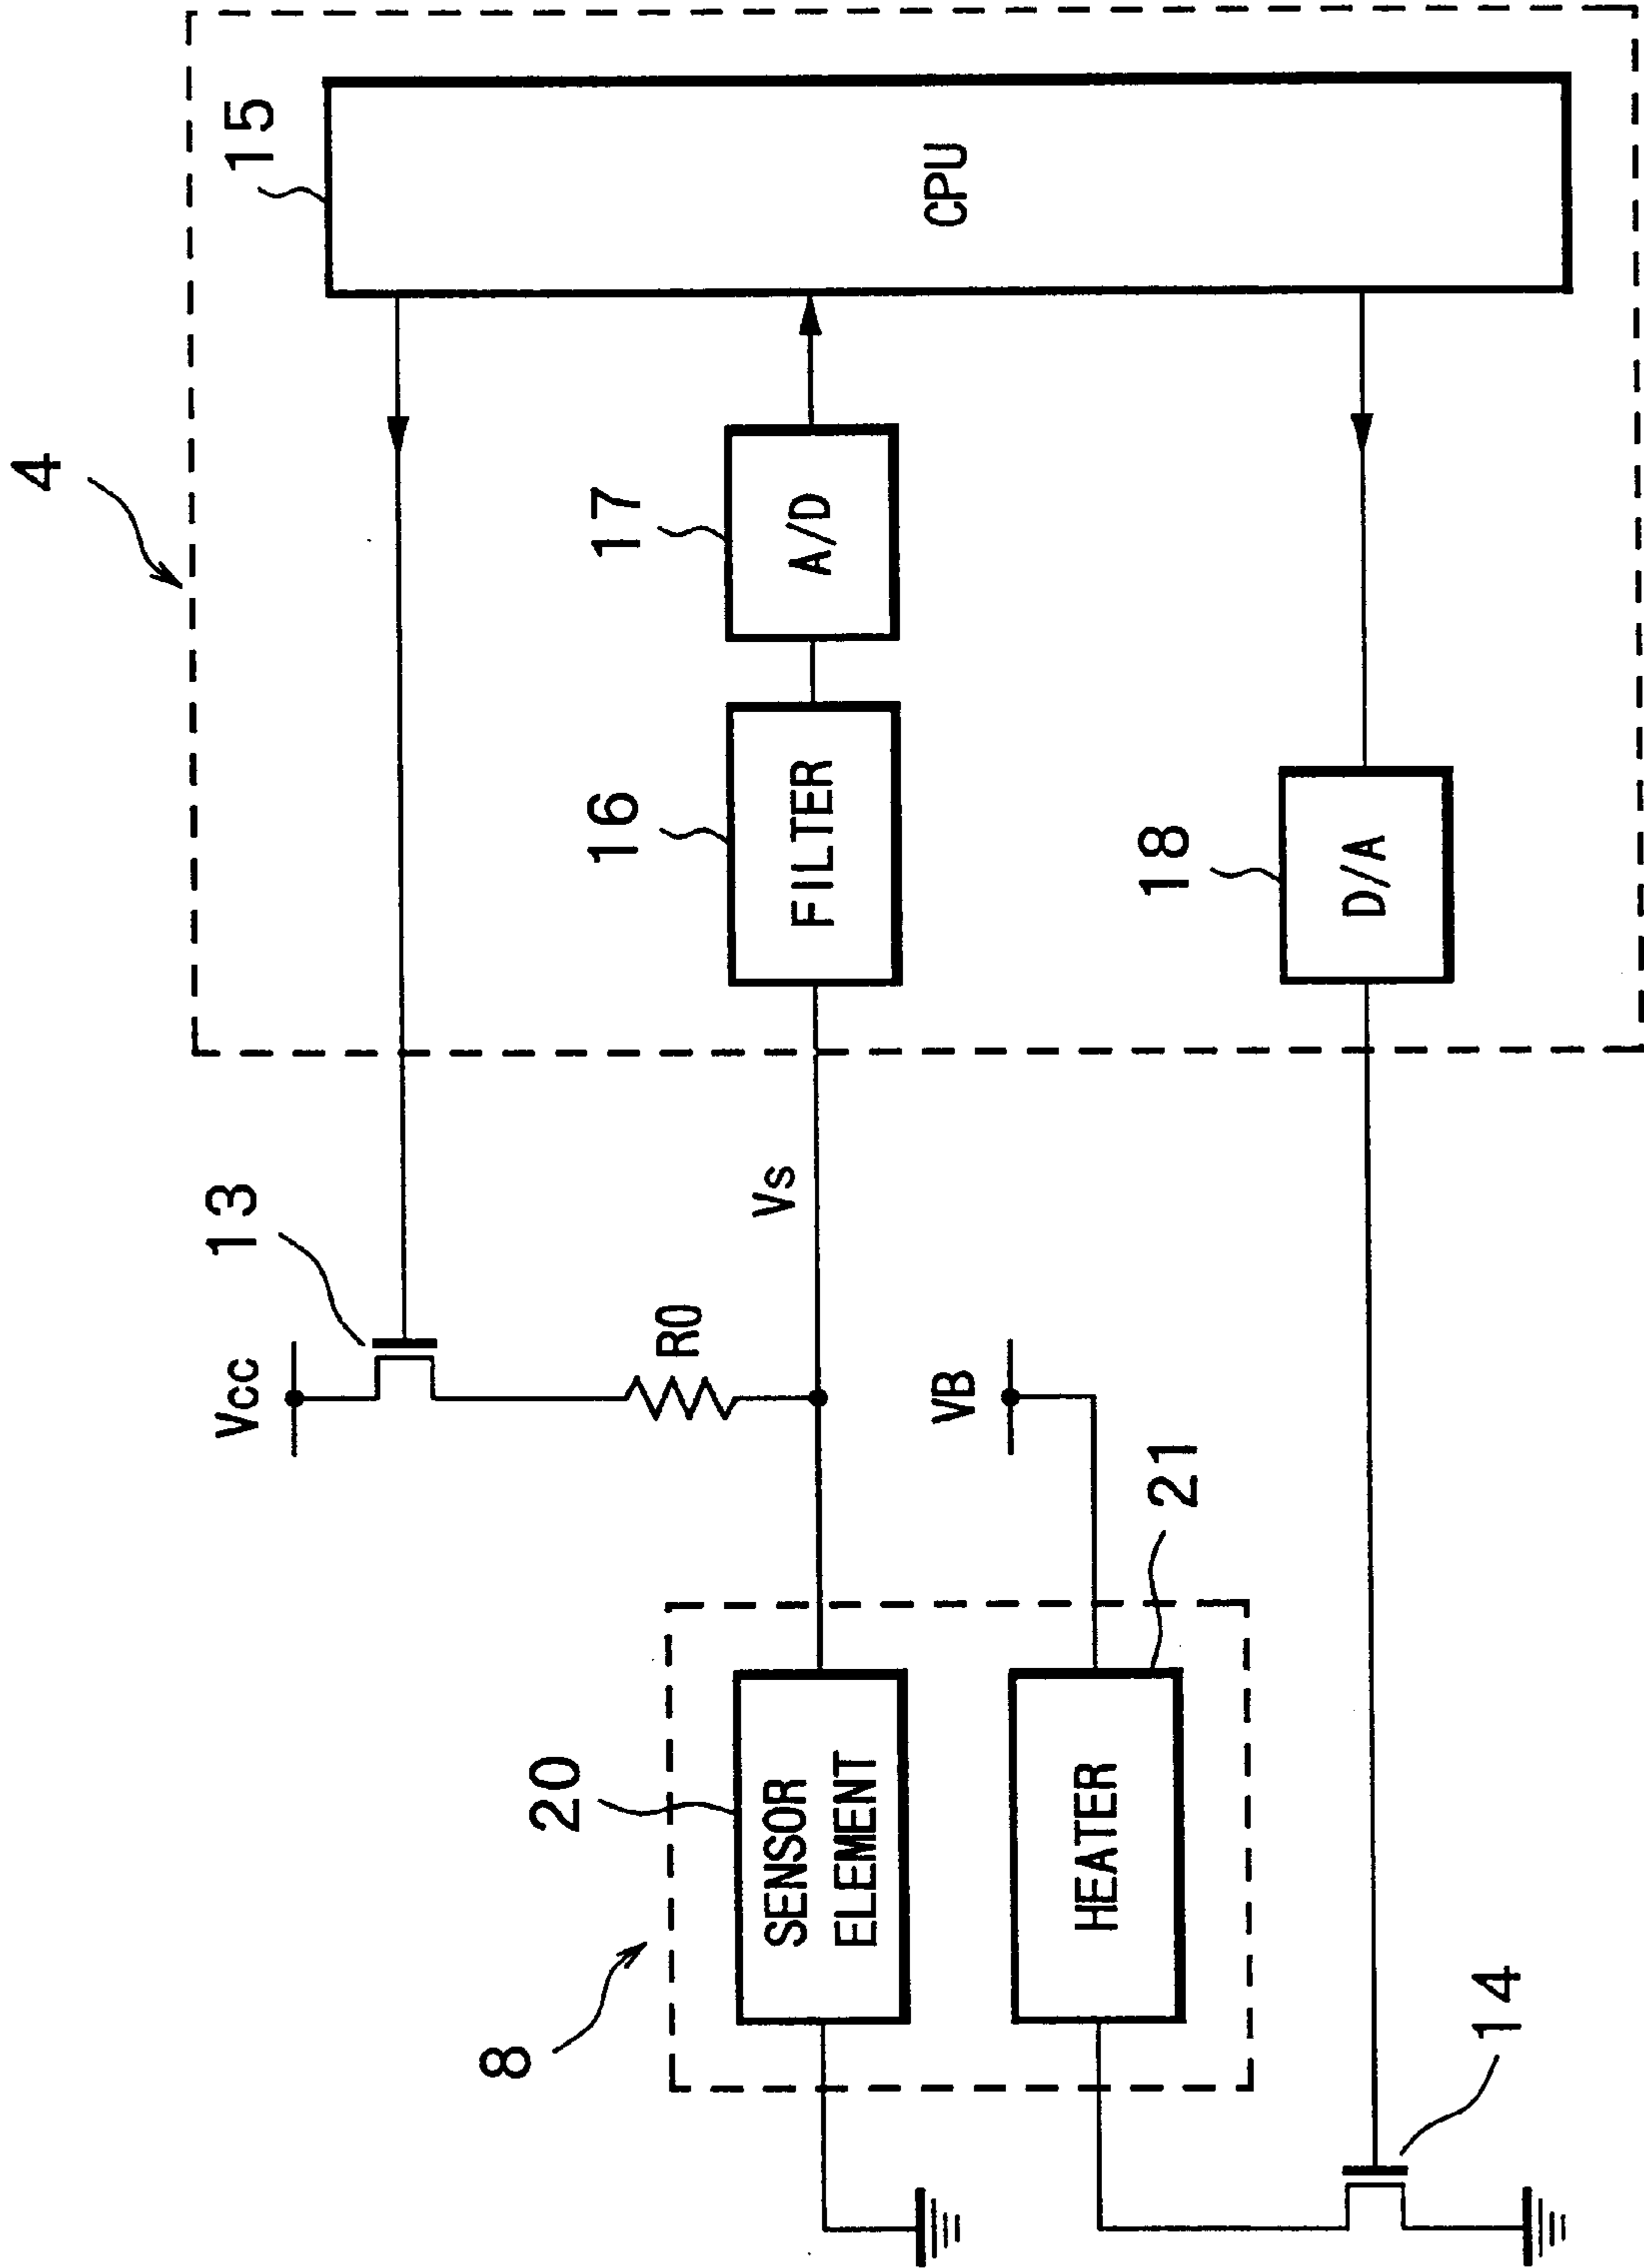 4
15
CPU
17
A/D
16
FILTER
18
D/A
13
Vcc
R0
Vs
VB
21
20
SENSOR
ELEMENT
HEATER
8
14